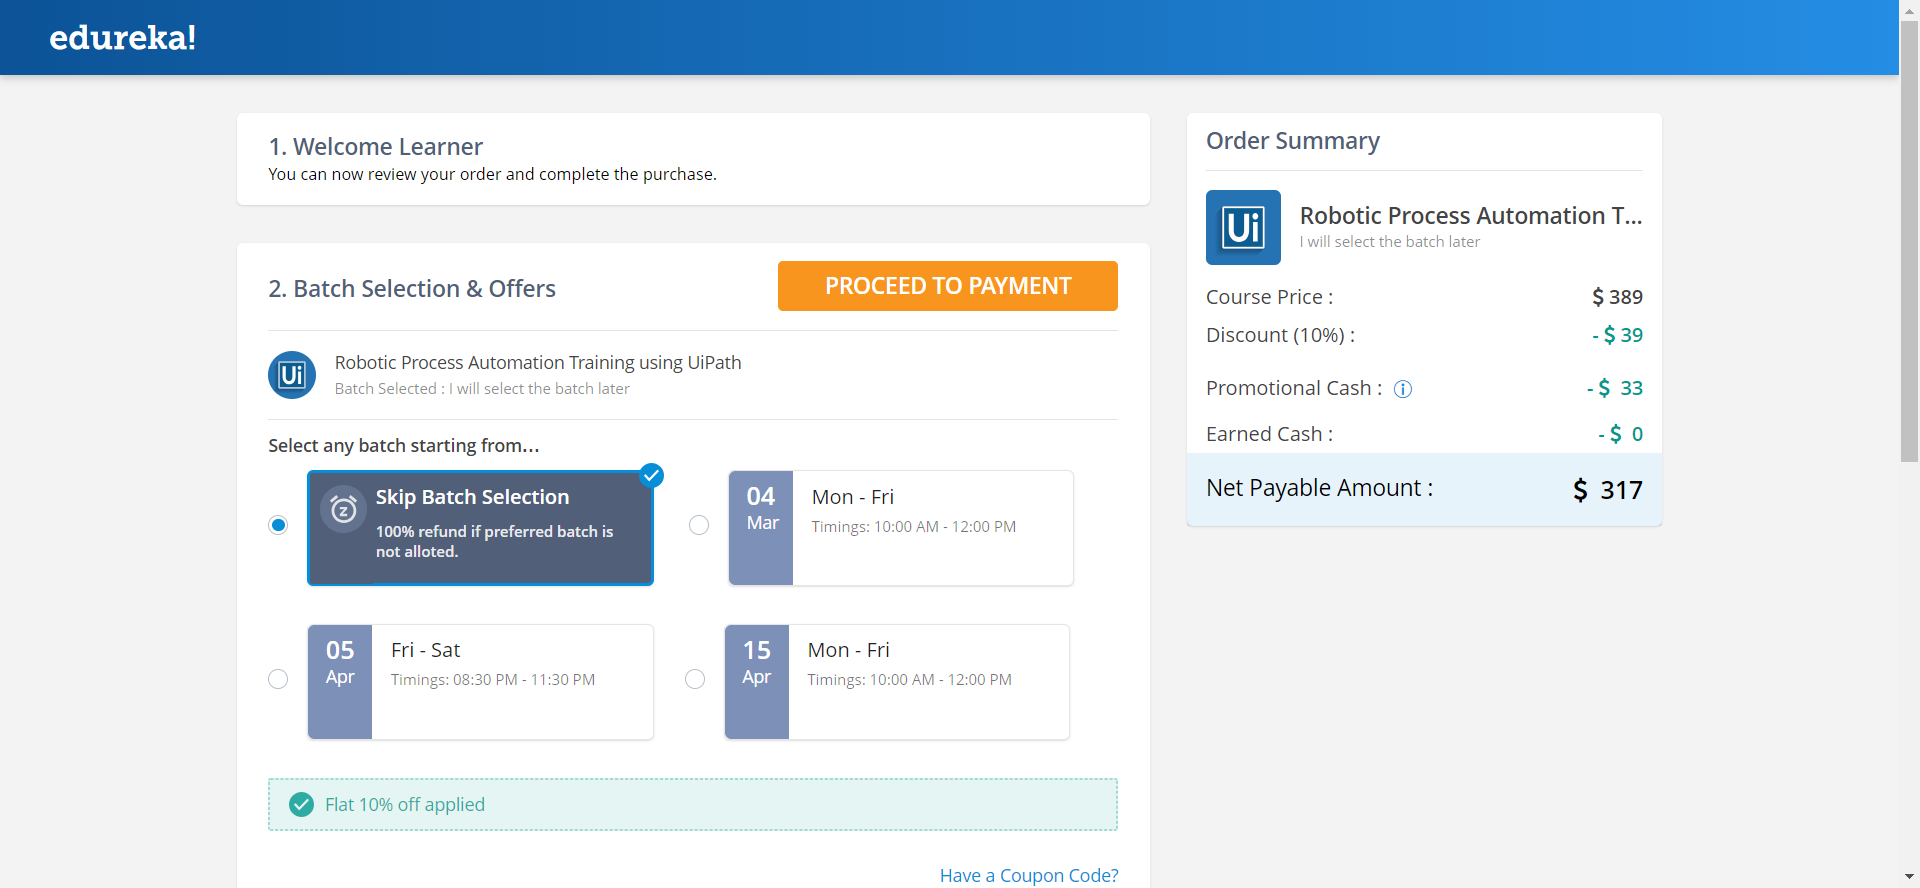 edureka!
1. Welcome Learner
You can now review your order and complete the purchase.
2. Batch Selection & Offers
PROCEED TO PAYMENT
Ui
Robotic Process Automation Training using UiPath
Batch Selected : I will select the batch later
Select any batch starting from...
Skip Batch Selection
100% refund if preferred batch is
not alloted.
04
Mar
Mon - Fri
Timings: 10:00 AM - 12:00 PM
05
Apr
Fri - Sat
Timings: 08:30 PM - 11:30 PM
15
Apr
Mon - Fri
Timings: 10:00 AM - 12:00 PM
Flat 10% off applied
Have a Coupon Code?
Order Summary
Ui
Robotic Process Automation T...
I will select the batch later
Course Price : $ 389
Discount (10%) : - $ 39
Promotional Cash : i - $ 33
Earned Cash : - $ 0
Net Payable Amount : $ 317